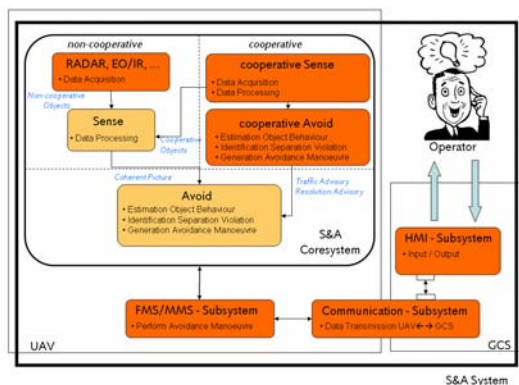 non-cooperative
cooperative
RADAR, EO/IR, ...
• Data Acquisition
cooperative Sense
• Data Acquisition
• Data Processing
Non-cooperative
Objects
Sense
• Data Processing
Cooperative
Objects
cooperative Avoid
• Estimation Object Behaviour
• Identification Separation Violation
• Generation Avoidance Manoeuvre
Operator
Coherent Picture
Traffic Advisory
Resolution Advisory
Avoid
• Estimation Object Behaviour
• Identification Separation Violation
• Generation Avoidance Manoeuvre
S&A
Coresystem
HMI - Subsystem
• Input / Output
FMS/MMS - Subsystem
• Perform Avoidance Manoeuvre
Communication - Subsystem
• Data Transmission UAV←→ GCS
UAV
GCS
S&A System